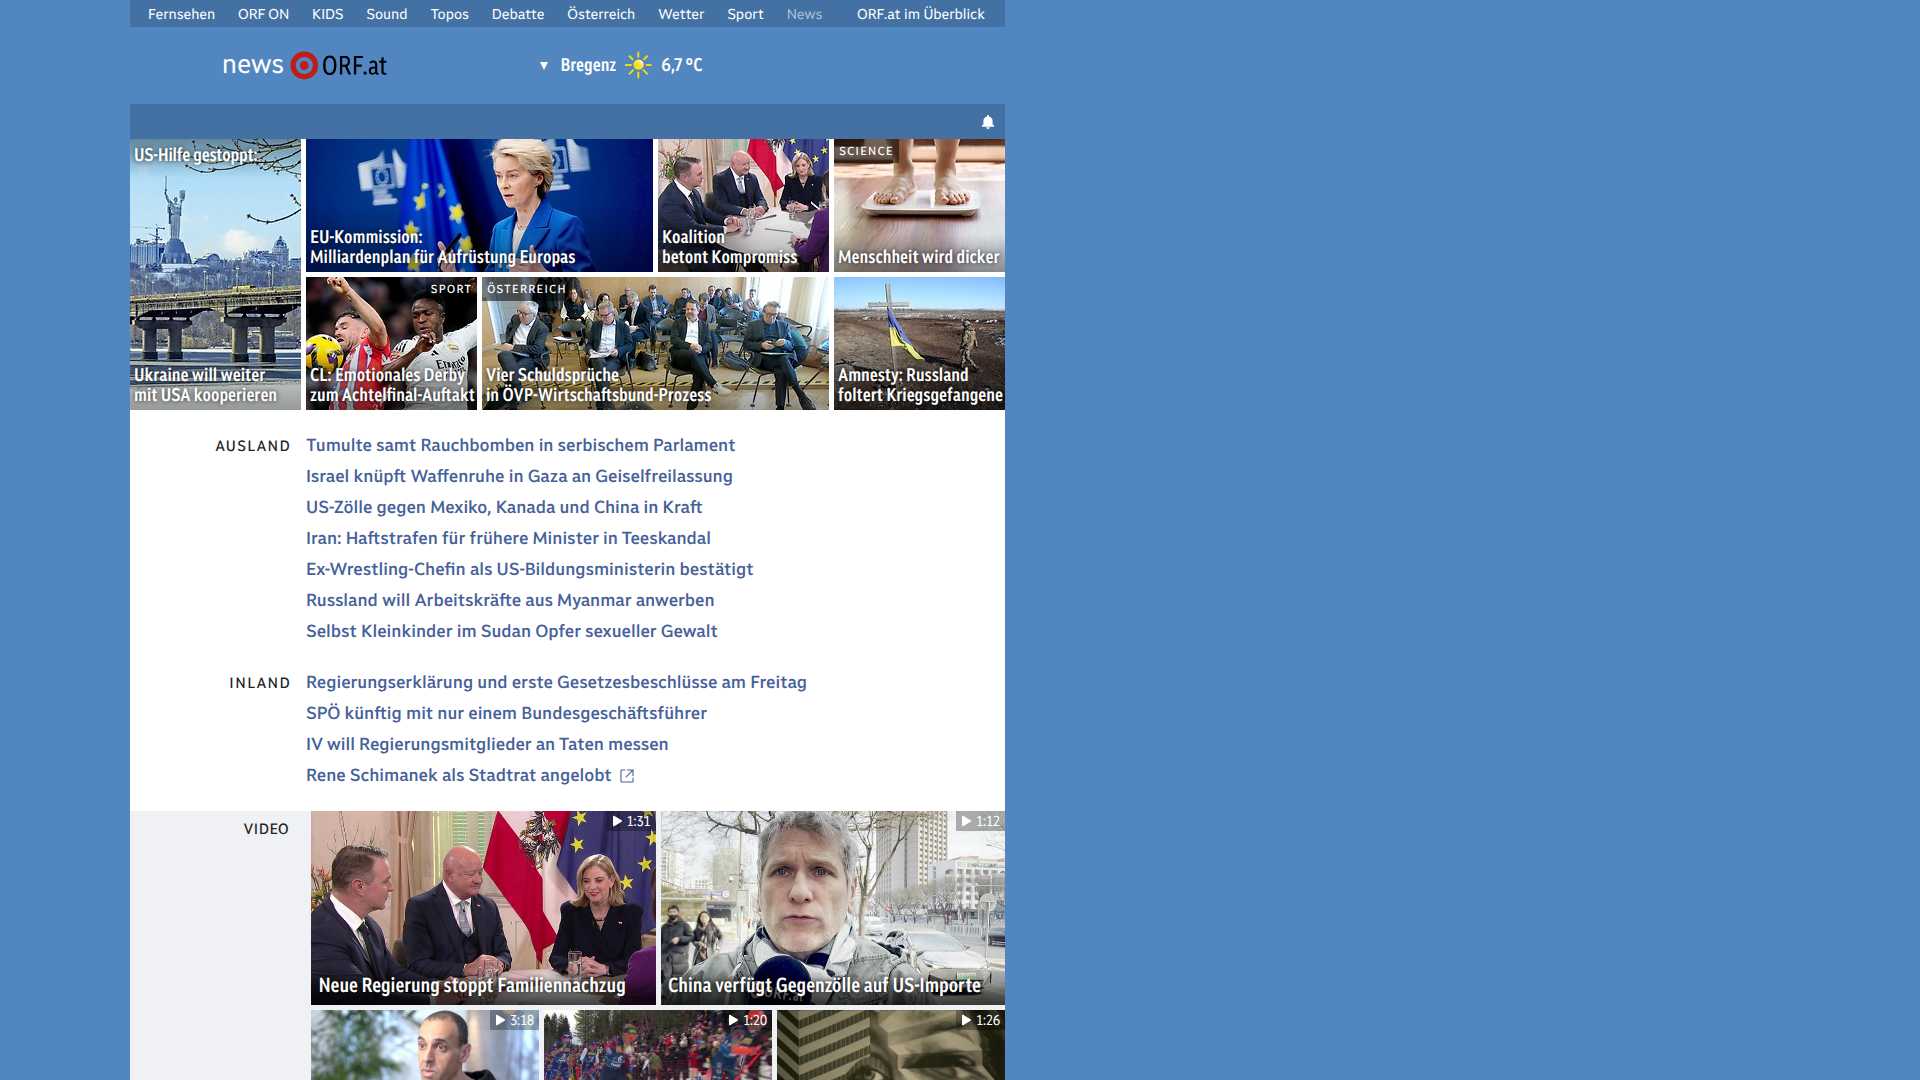 Fernsehen ORF ON KIDS Sound Topos Debatte Österreich Wetter Sport News ORF.at im Überblick
news ORF.at
▼ Bregenz 6,7 °C
US-Hilfe gestoppt:
Ukraine will weiter
mit USA kooperieren
EU-Kommission:
Milliardenplan für Aufrüstung Europas
Koalition
betont Kompromiss
SCIENCE
Menschheit wird dicker
SPORT
CL: Emotionales Derby
zum Achtelfinal-Auftakt
ÖSTERREICH
Vier Schuldsprüche
in ÖVP-Wirtschaftsbund-Prozess
Amnesty: Russland
foltert Kriegsgefangene
AUSLAND
Tumulte samt Rauchbomben in serbischem Parlament
Israel knüpft Waffenruhe in Gaza an Geiselfreilassung
US-Zölle gegen Mexiko, Kanada und China in Kraft
Iran: Haftstrafen für frühere Minister in Teeskandal
Ex-Wrestling-Chefin als US-Bildungsministerin bestätigt
Russland will Arbeitskräfte aus Myanmar anwerben
Selbst Kleinkinder im Sudan Opfer sexueller Gewalt
INLAND
Regierungserklärung und erste Gesetzesbeschlüsse am Freitag
SPÖ künftig mit nur einem Bundesgeschäftsführer
IV will Regierungsmitglieder an Taten messen
Rene Schimanek als Stadtrat angelobt
VIDEO
1:31
Neue Regierung stoppt Familiennachzug
1:12
China verfügt Gegenzölle auf US-Importe
3:18
1:20
1:26